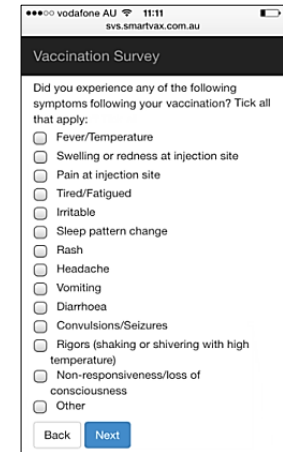 vodafone AU 11:11
svs.smartvax.com.au
Vaccination Survey
Did you experience any of the following
symptoms following your vaccination? Tick all
that apply:
Fever/Temperature
Swelling or redness at injection site
Pain at injection site
Tired/Fatigued
Irritable
Sleep pattern change
Rash
Headache
Vomiting
Diarrhoea
Convulsions/Seizures
Rigors (shaking or shivering with high
temperature)
Non-responsiveness/loss of
consciousness
Other
Back Next